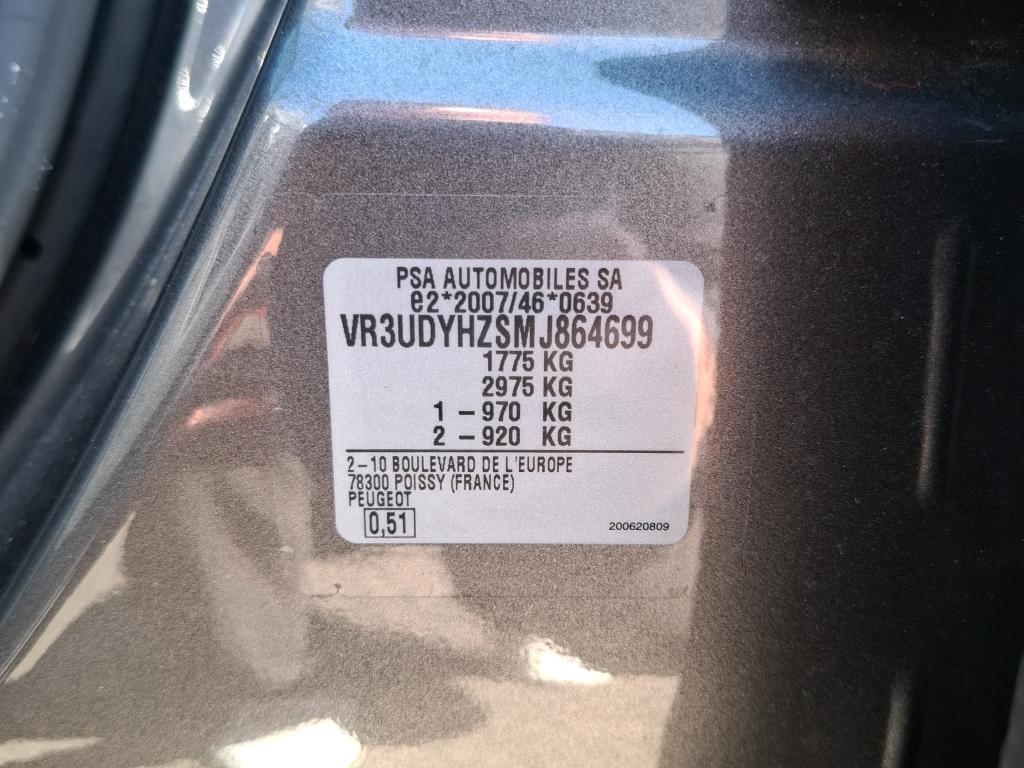 PSA AUTOMOBILES SA
e2*2007/46*0639
VR3UDYHZSMJ864699
1775 KG
2975 KG
1 – 970 KG
2 – 920 KG
2–10 BOULEVARD DE L'EUROPE
78300 POISSY (FRANCE)
PEUGEOT
0,51
200620809